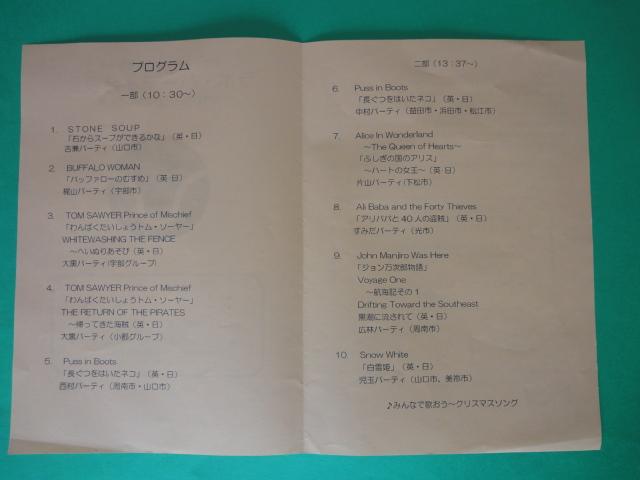 プログラム
一部（10：30～）
1. STONE SOUP
「石からスープができるかな」（英・日）
吉兼パーティ（山口市）
2. BUFFALO WOMAN
「バッファローのむすめ」（英・日）
梶山パーティ（宇部市）
3. TOM SAWYER Prince of Mischief
「わんぱくたいしょうトム・ソーヤー」
WHITEWASHING THE FENCE
～へいぬりあそび（英・日）
大黒パーティ(宇部グループ)
4. TOM SAWYER Prince of Mischief
「わんぱくたいしょうトム・ソーヤー」
THE RETURN OF THE PIRATES
～帰ってきた海賊（英・日）
大黒パーティ（小郡グループ）
5. Puss in Boots
「長ぐつをはいたネコ」（英・日）
西村パーティ（周南市・山口市）
二部（13：37～）
6. Puss in Boots
「長ぐつをはいたネコ」（英・日）
中村パーティ（益田市・浜田市・松江市）
7. Alice In Wonderland
～The Queen of Hearts～
「ふしぎの国のアリス」
～ハートの女王～（英・日）
片山パーティ(下松市)
8. Ali Baba and the Forty Thieves
「アリババと40人の盗賊」（英・日）
すみだパーティ（光市）
9. John Manjiro Was Here
「ジョン万次郎物語」
Voyage One
～航海記その1
Drifting Toward the Southeast
黒潮に流されて（英・日）
広林パーティ（周南市）
10. Snow White
「白雪姫」（英・日）
児玉パーティ（山口市、美祢市）
♪みんなで歌おう～クリスマスソング